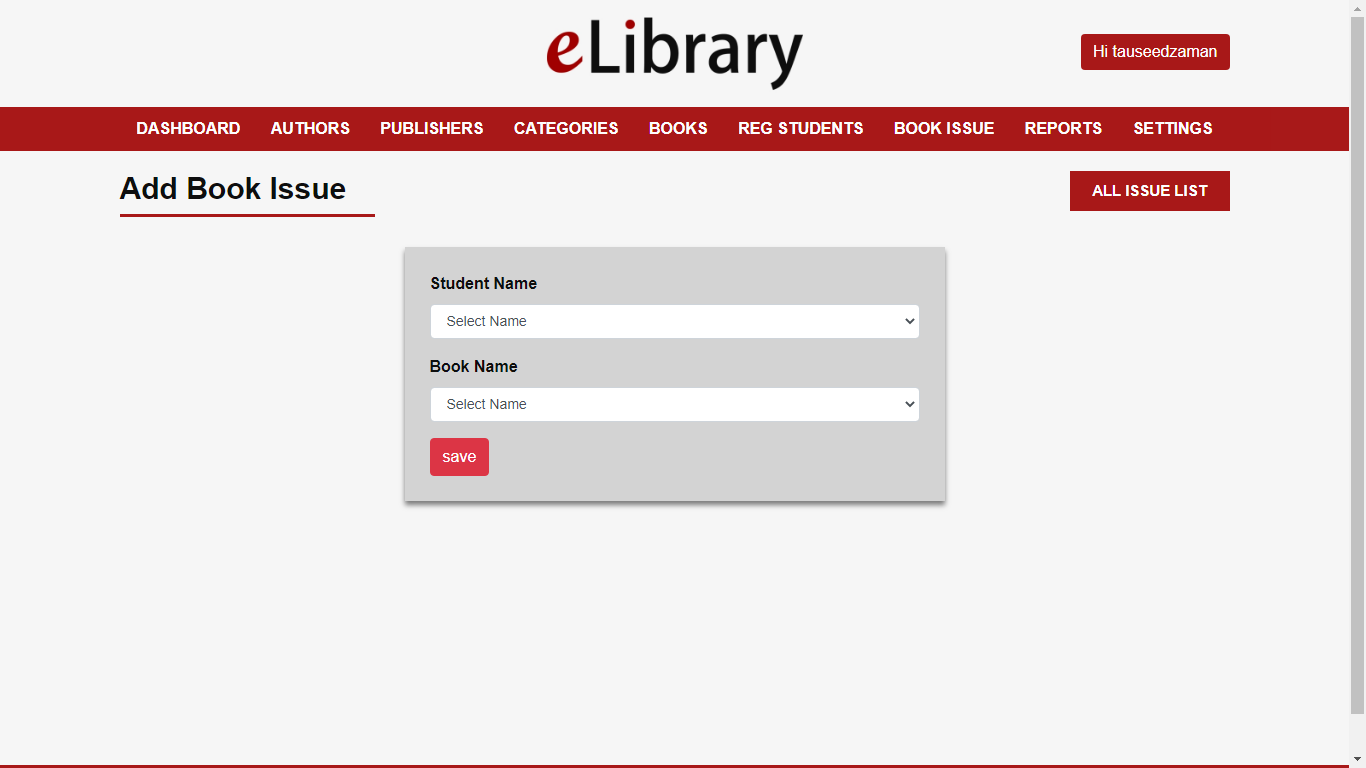 eLibrary
Hi tauseedzaman
DASHBOARD AUTHORS PUBLISHERS CATEGORIES BOOKS REG STUDENTS BOOK ISSUE REPORTS SETTINGS
Add Book Issue
ALL ISSUE LIST
Student Name
Select Name
Book Name
Select Name
save